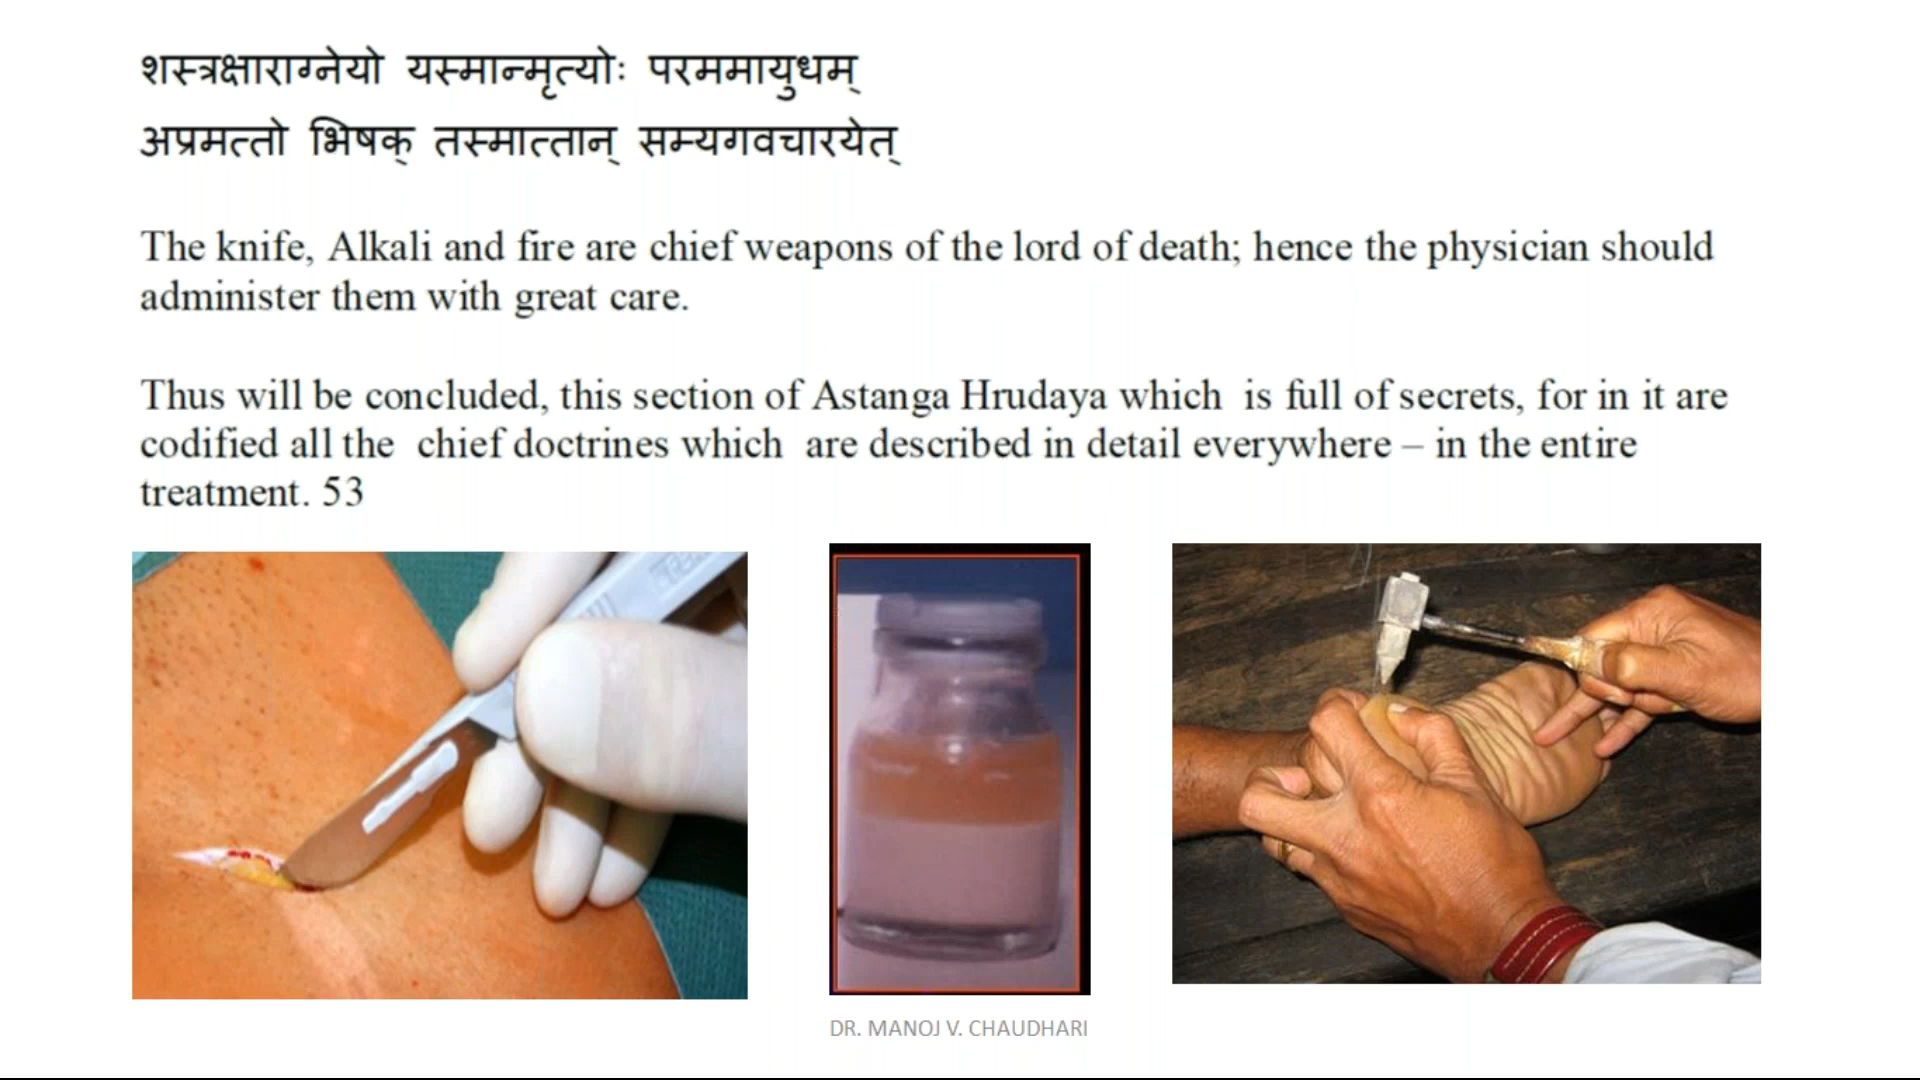 शस्त्रक्षाराग्नेयो यस्मान्मृत्योः परममायुधम्
अप्रमत्तो भिषक् तस्मात्तान् सम्यगवचारयेत्
The knife, Alkali and fire are chief weapons of the lord of death; hence the physician should
administer them with great care.
Thus will be concluded, this section of Astanga Hrudaya which is full of secrets, for in it are
codified all the chief doctrines which are described in detail everywhere – in the entire
treatment. 53
DR. MANOJ V. CHAUDHARI